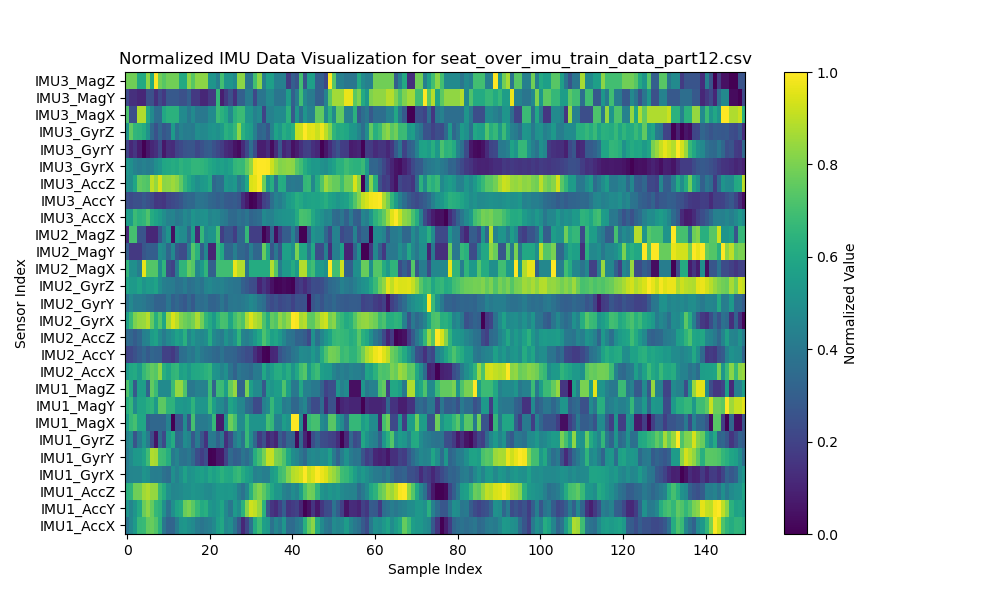 Normalized IMU Data Visualization for seat_over_imu_train_data_part12.csv
IMU3_MagZ
IMU3_MagY
IMU3_MagX
IMU3_GyrZ
IMU3_GyrY
IMU3_GyrX
IMU3_AccZ
IMU3_AccY
IMU3_AccX
IMU2_MagZ
IMU2_MagY
IMU2_MagX
IMU2_GyrZ
IMU2_GyrY
IMU2_GyrX
IMU2_AccZ
IMU2_AccY
IMU2_AccX
IMU1_MagZ
IMU1_MagY
IMU1_MagX
IMU1_GyrZ
IMU1_GyrY
IMU1_GyrX
IMU1_AccZ
IMU1_AccY
IMU1_AccX
Sensor Index
0 20 40 60 80 100 120 140
Sample Index
1.0
0.8
0.6
0.4
0.2
0.0
Normalized Value